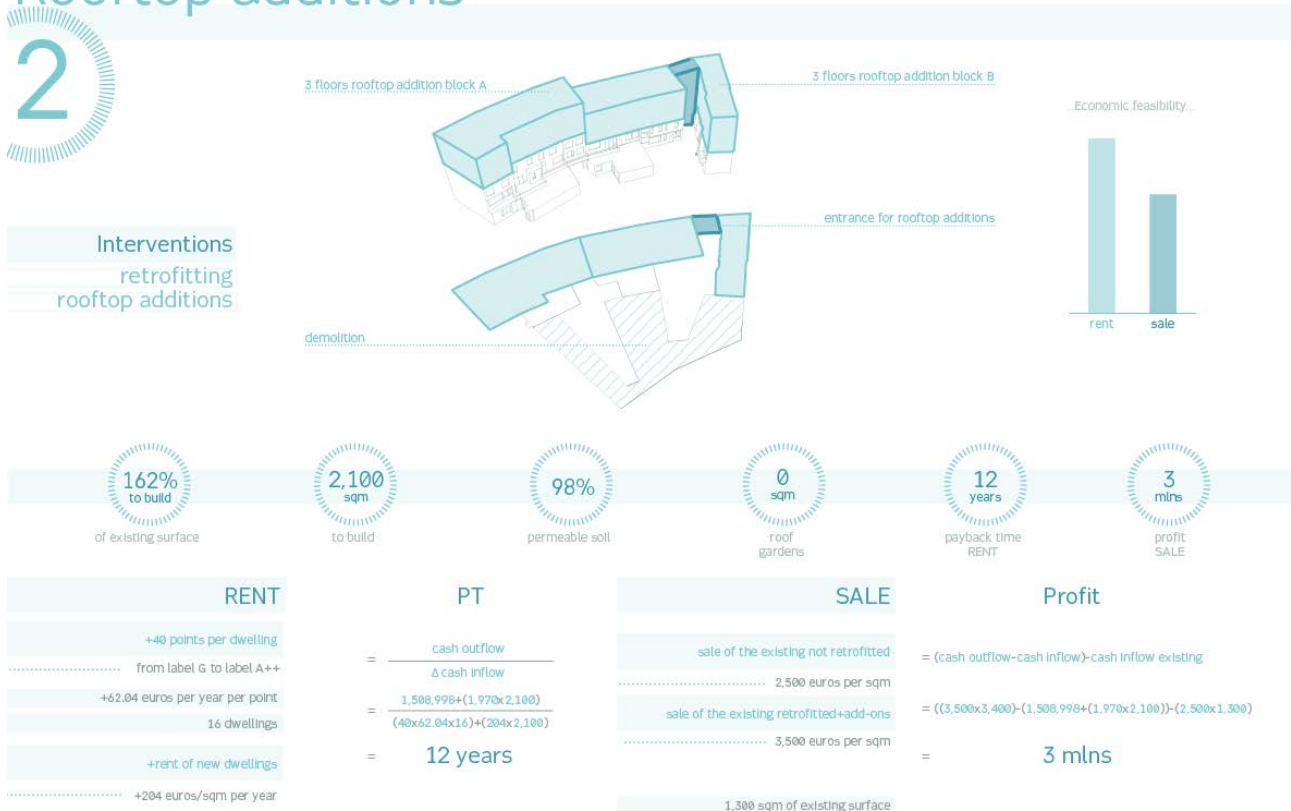 Rooftop additions
2
3 floors rooftop addition block A
3 floors rooftop addition block B
Economic feasibility
entrance for rooftop additions
Interventions
retrofitting
rooftop additions
demolition
rent
sale
162%
to build
of existing surface
2,100
sqm
to build
98%
permeable soil
0
sqm
roof
gardens
12
years
payback time
RENT
3
mlns
profit
SALE
RENT
+40 points per dwelling
from label G to label A++
+62.04 euros per year per point
16 dwellings
+rent of new dwellings
+204 euros/sqm per year
PT
= cash outflow
Δ cash inflow
= 1,508,998+(1,970x2,100)
(40x62.04x16)+(204x2,100)
= 12 years
SALE
sale of the existing not retrofitted
2,500 euros per sqm
sale of the existing retrofitted+add-ons
3,500 euros per sqm
1,300 sqm of existing surface
Profit
= (cash outflow-cash inflow)-cash inflow existing
= ((3,500x3,400)-(1,508,998+(1,970x2,100))-(2,500x1,300)
= 3 mlns